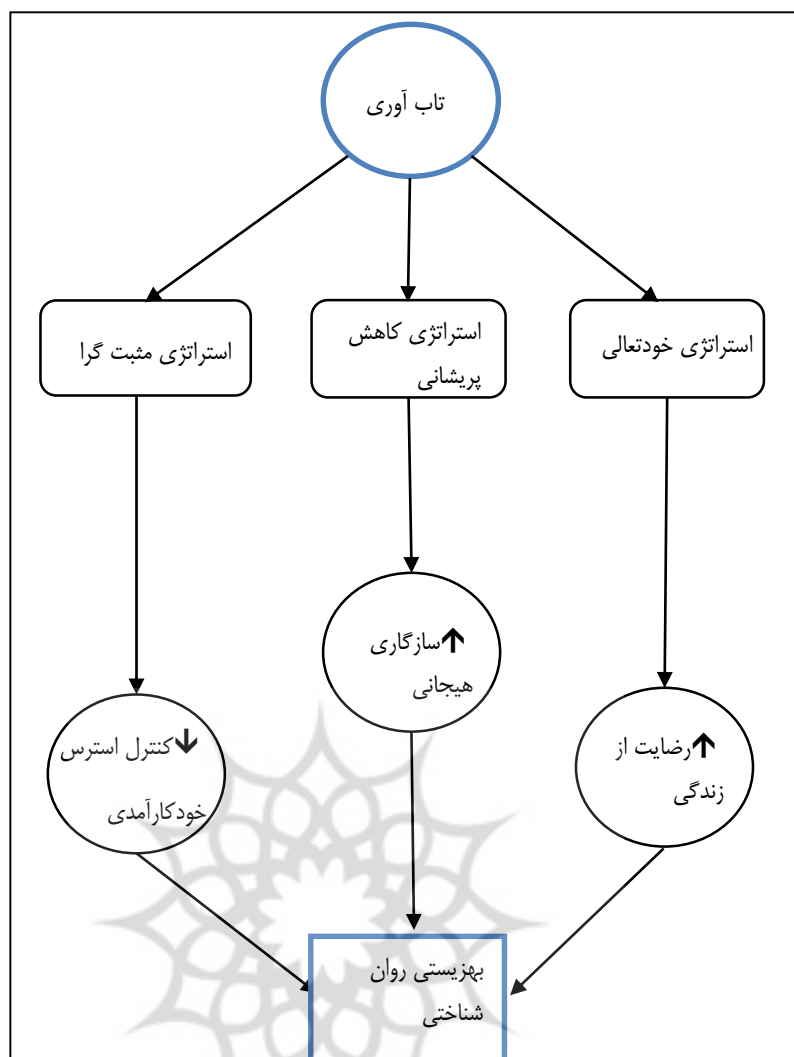 تاب آوری
استراتژی خودتعالی
استراتژی کاهش
پریشانی
استراتژی مثبت گرا
↑سازگاری
هیجانی
↑رضایت از
زندگی
↓کنترل استرس
خودکارآمدی
بهزیستی روان
شناختی